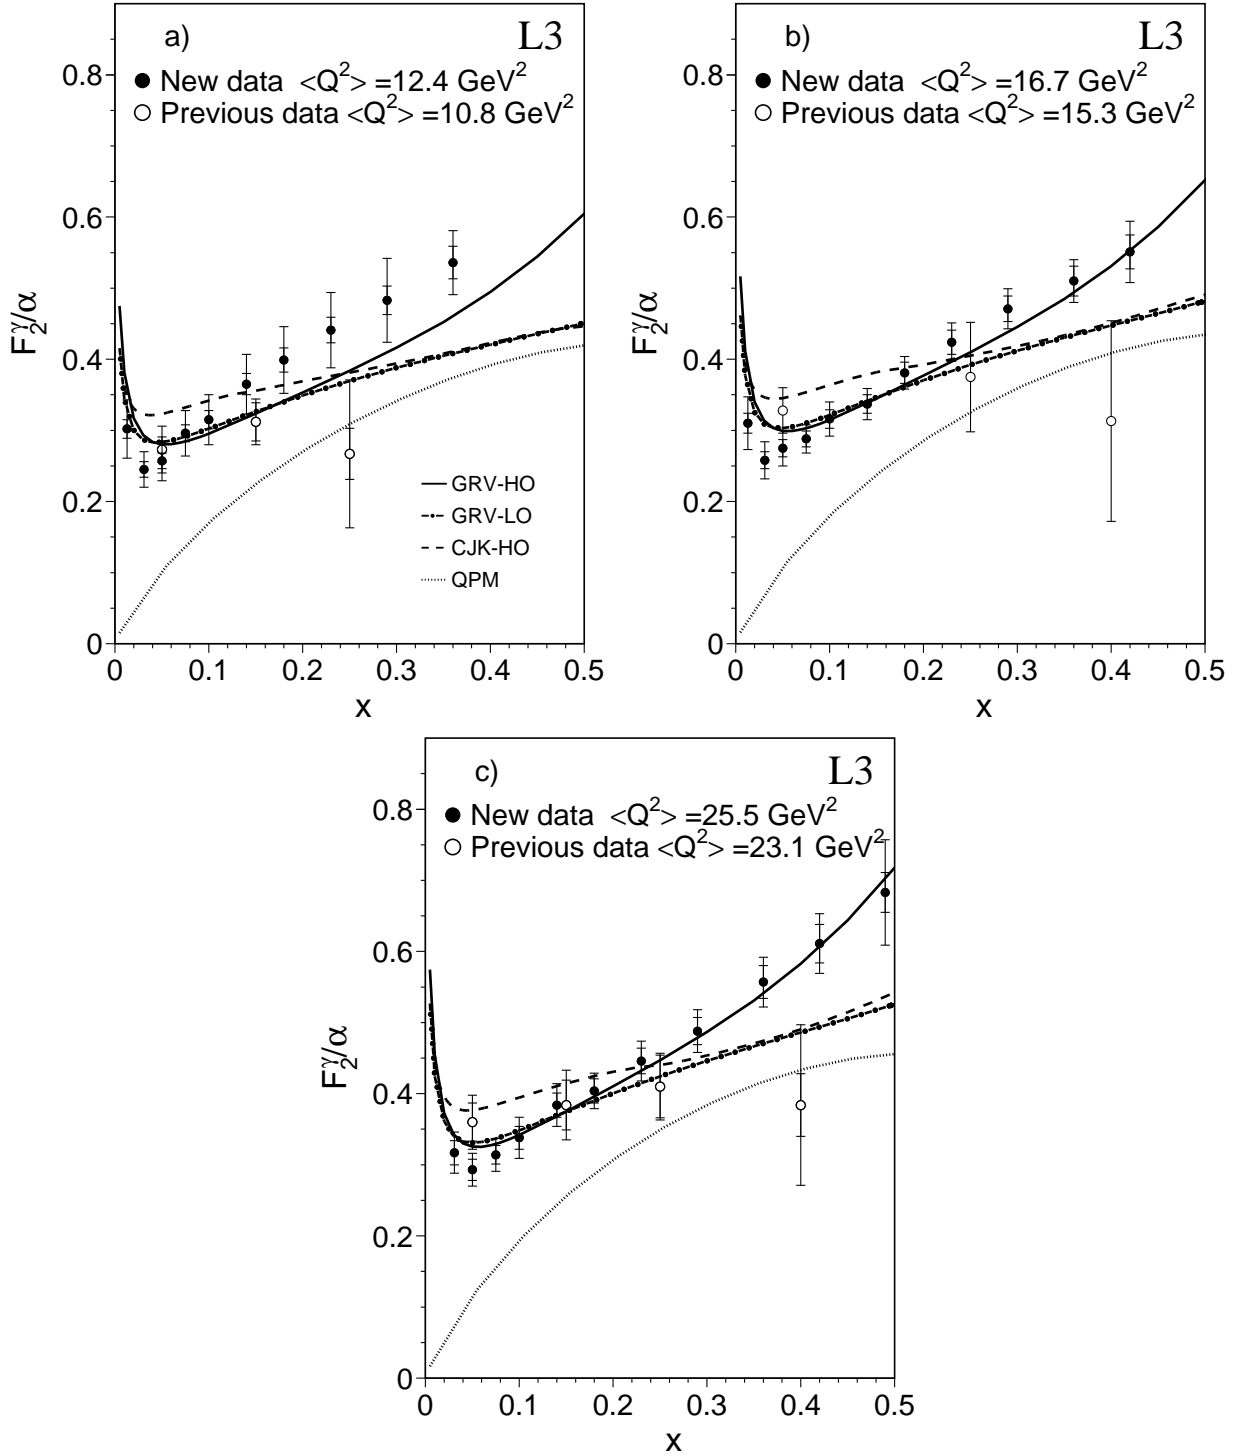 a) L3
New data <Q²> =12.4 GeV²
Previous data <Q²> =10.8 GeV²
0.8
0.6
0.4
0.2
0
F₂^γ/α
GRV-HO
GRV-LO
CJK-HO
QPM
0 0.1 0.2 0.3 0.4 0.5
x
b) L3
New data <Q²> =16.7 GeV²
Previous data <Q²> =15.3 GeV²
0.8
0.6
0.4
0.2
0
F₂^γ/α
0 0.1 0.2 0.3 0.4 0.5
x
c) L3
New data <Q²> =25.5 GeV²
Previous data <Q²> =23.1 GeV²
0.8
0.6
0.4
0.2
0
F₂^γ/α
0 0.1 0.2 0.3 0.4 0.5
x